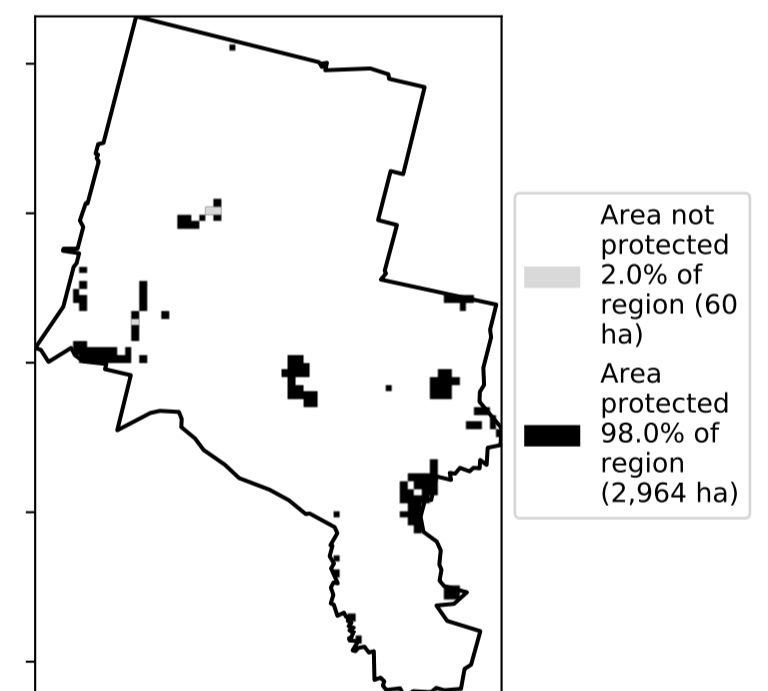 Area not
protected
2.0% of
region (60
ha)
Area
protected
98.0% of
region
(2,964 ha)